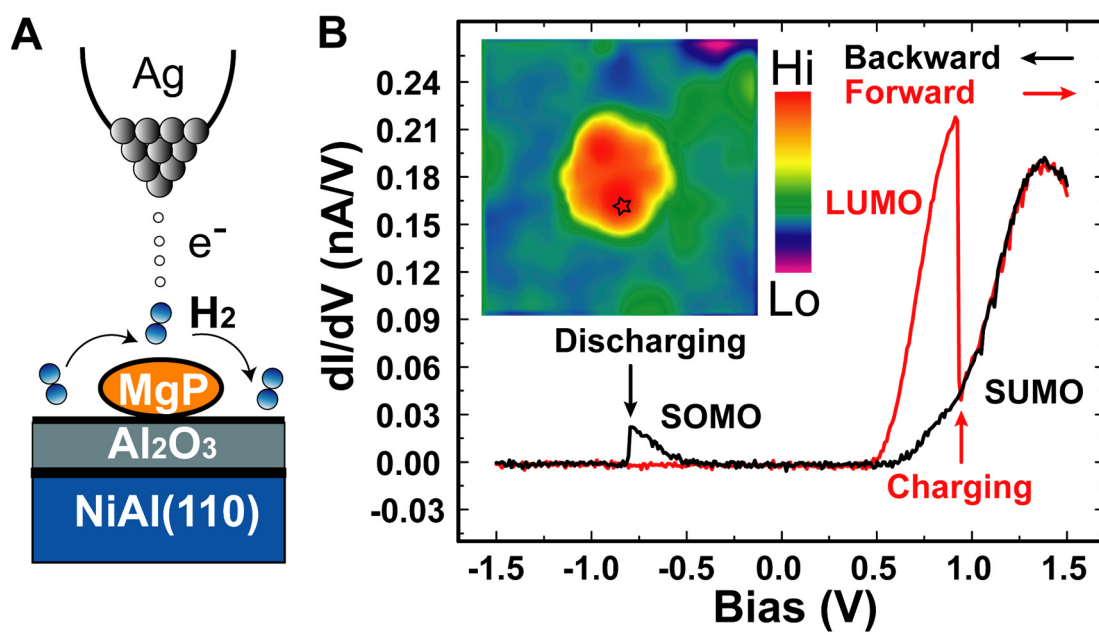 A
Ag
e-
H2
MgP
Al2O3
NiAl(110)
B
dI/dV (nA/V)
0.24
0.21
0.18
0.15
0.12
0.09
0.06
0.03
0.00
-0.03
Hi
Lo
Backward
Forward
LUMO
Discharging
SOMO
SUMO
Charging
-1.5 -1.0 -0.5 0.0 0.5 1.0 1.5
Bias (V)